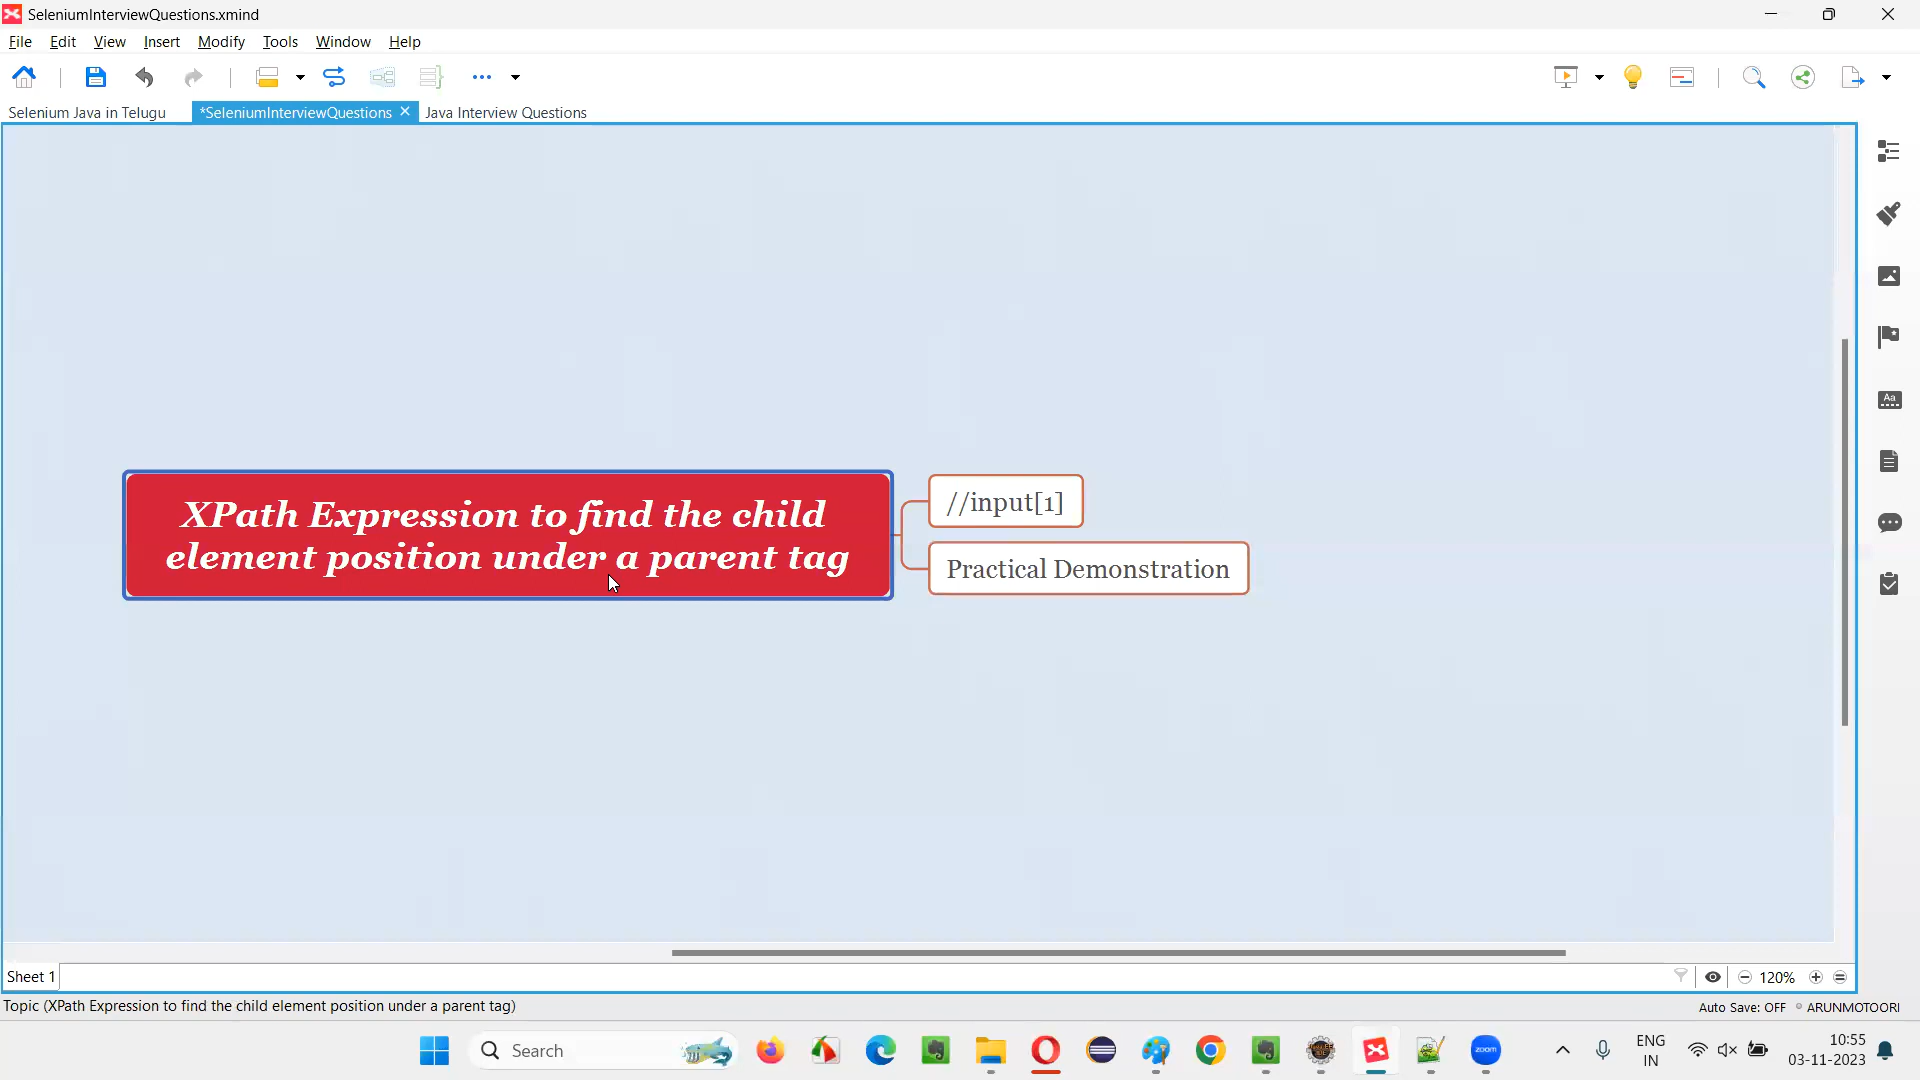 SeleniumInterviewQuestions.xmind
File Edit View Insert Modify Tools Window Help
Selenium Java in Telugu *SeleniumInterviewQuestions Java Interview Questions
Aa
XPath Expression to find the child
element position under a parent tag
//input[1]
Practical Demonstration
Sheet 1
120%
Topic (XPath Expression to find the child element position under a parent tag)
Auto Save: OFF ARUNMOTOORI
Search
zoom
ENG
IN
10:55
03-11-2023